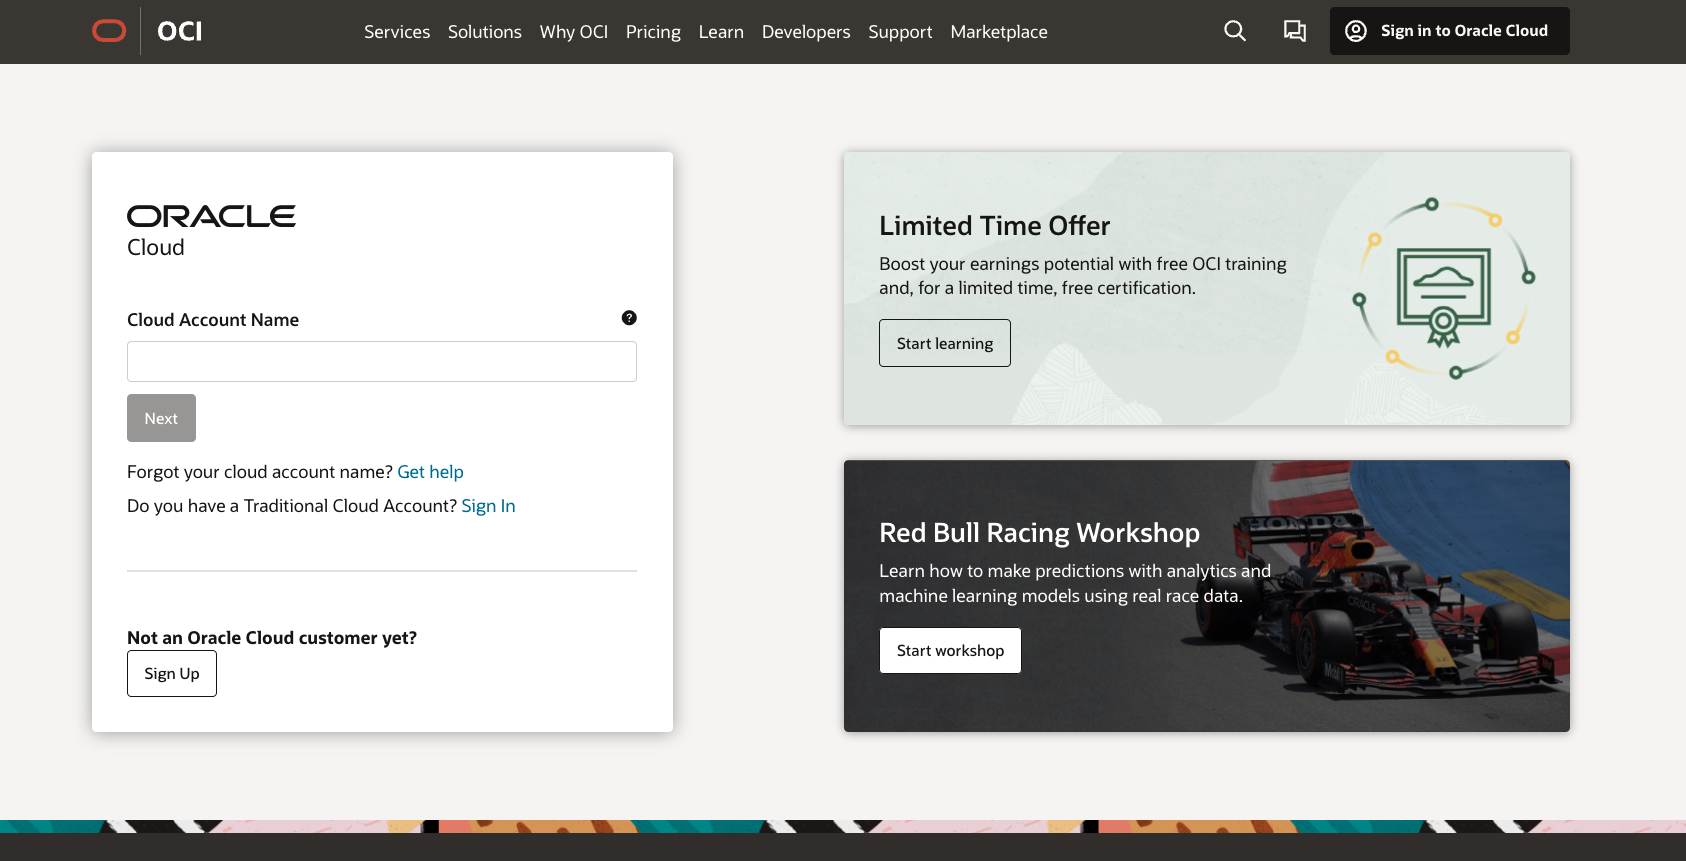 OCI
Services
Solutions
Why OCI
Pricing
Learn
Developers
Support
Marketplace
Sign in to Oracle Cloud
ORACLE
Cloud
Cloud Account Name
?
Next
Forgot your cloud account name? Get help
Do you have a Traditional Cloud Account? Sign In
Not an Oracle Cloud customer yet?
Sign Up
Limited Time Offer
Boost your earnings potential with free OCI training
and, for a limited time, free certification.
Start learning
Red Bull Racing Workshop
Learn how to make predictions with analytics and
machine learning models using real race data.
Start workshop
HONDA
ORACLE
Mobil 1